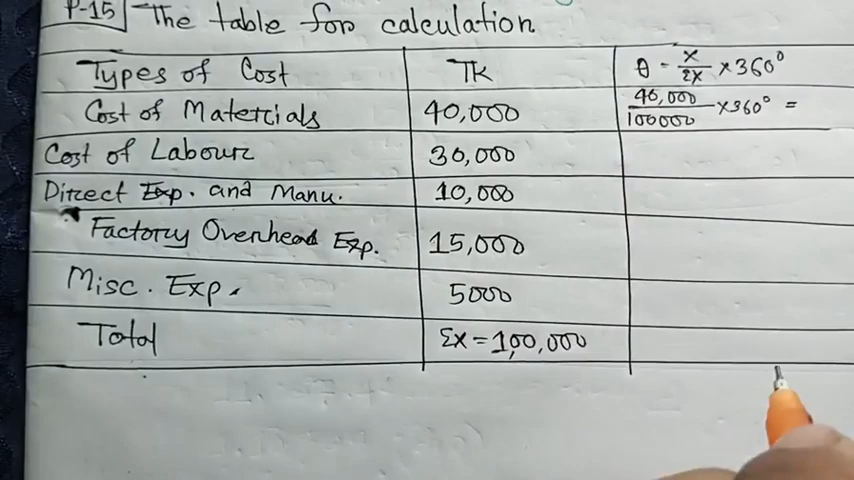 P-15 The table for calculation
Types of Cost TK θ = x/Σx × 360°
Cost of Materials 40,000 40,000/100000 × 360° =
Cost of Labour 30,000
Direct Exp. and Manu. 10,000
Factory Overhead Exp. 15,000
Misc. Exp. 5000
Total Σx = 1,00,000